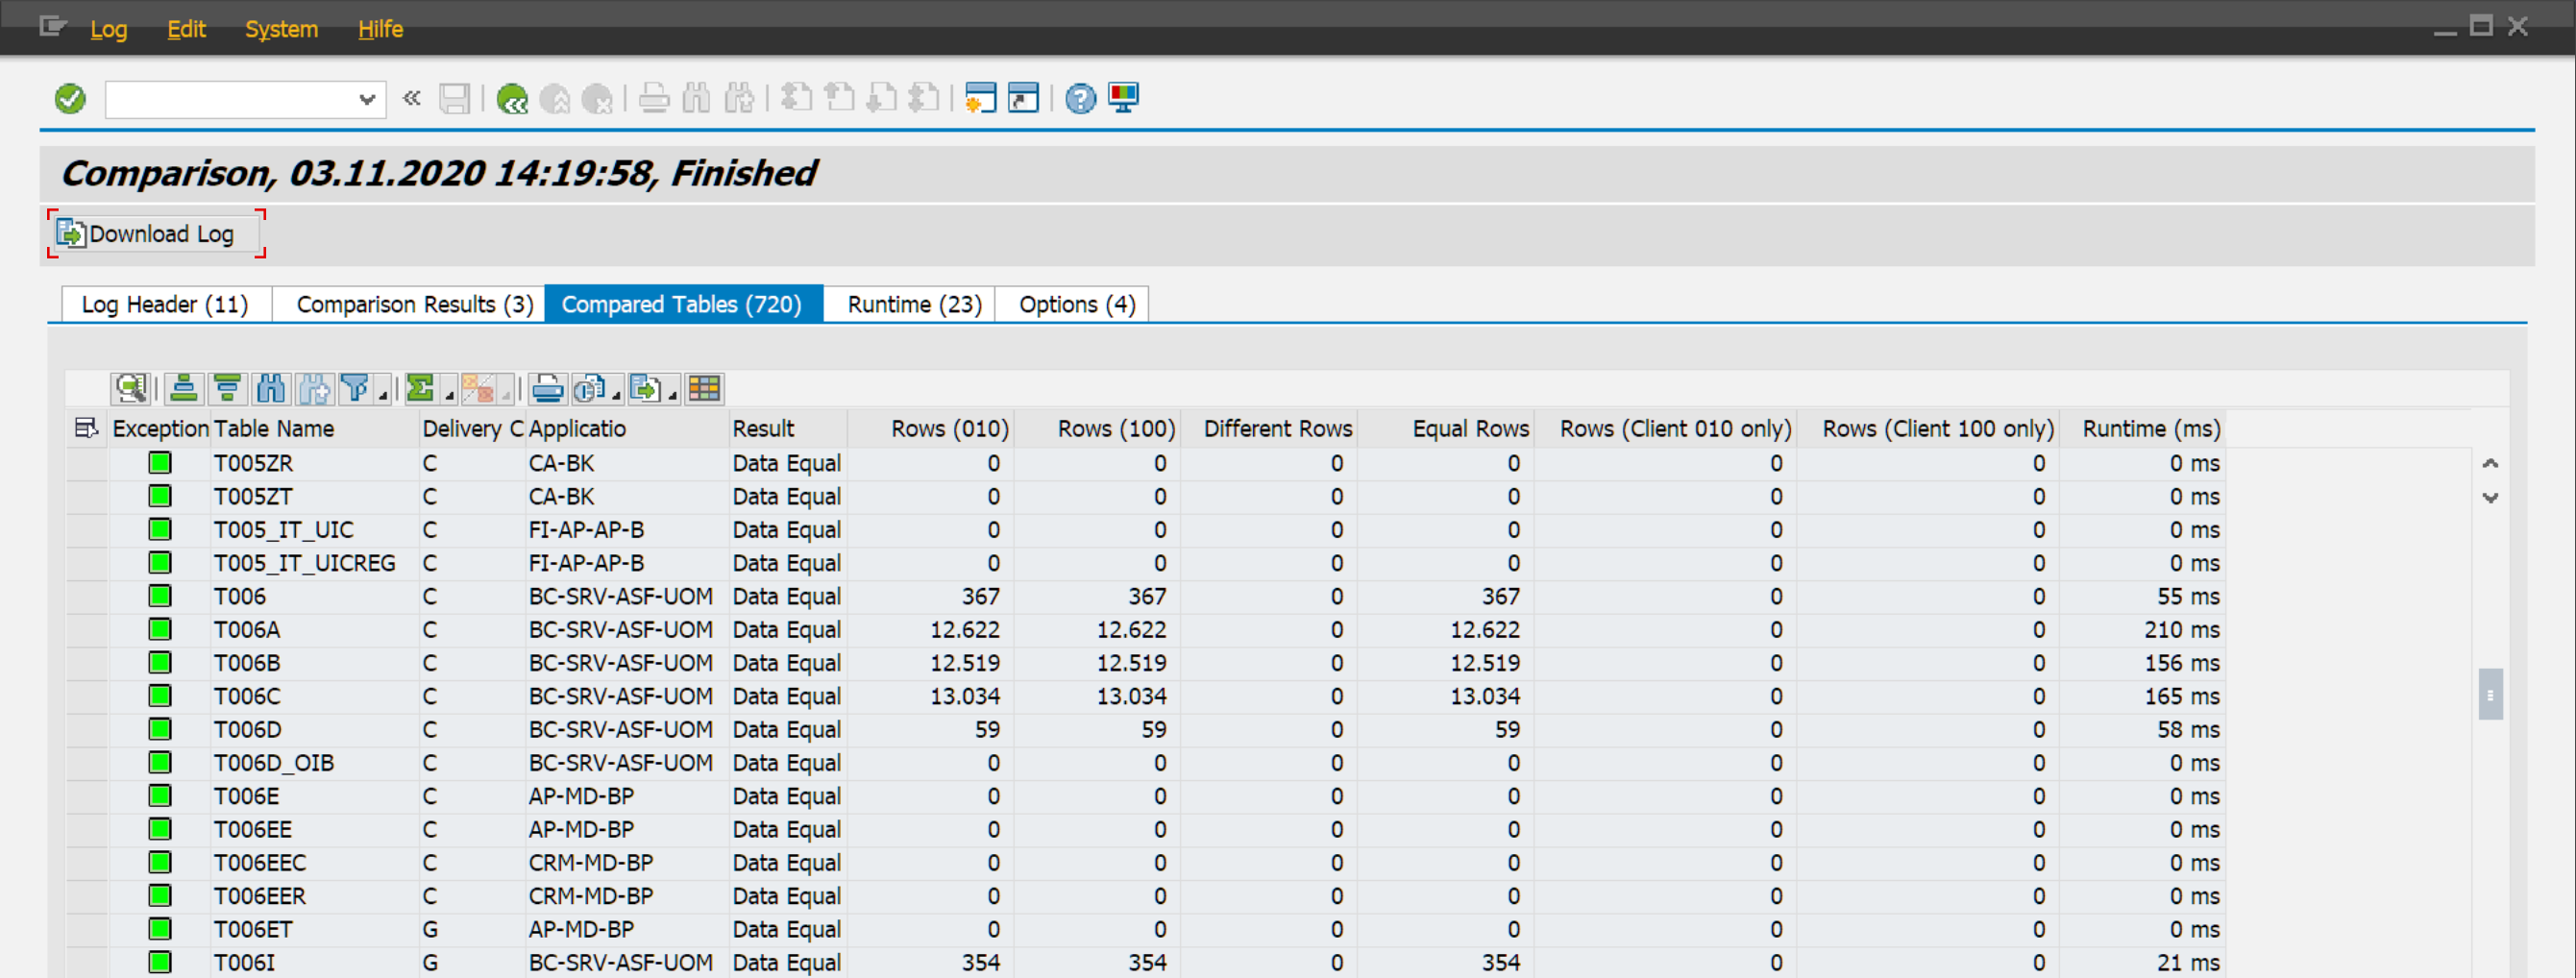 Log Edit System Hilfe
Comparison, 03.11.2020 14:19:58, Finished
Download Log
Log Header (11) Comparison Results (3) Compared Tables (720) Runtime (23) Options (4)
Exception Table Name Delivery C Applicatio Result Rows (010) Rows (100) Different Rows Equal Rows Rows (Client 010 only) Rows (Client 100 only) Runtime (ms)
T005ZR C CA-BK Data Equal 0 0 0 0 0 0 0 ms
T005ZT C CA-BK Data Equal 0 0 0 0 0 0 0 ms
T005_IT_UIC C FI-AP-AP-B Data Equal 0 0 0 0 0 0 0 ms
T005_IT_UICREG C FI-AP-AP-B Data Equal 0 0 0 0 0 0 0 ms
T006 C BC-SRV-ASF-UOM Data Equal 367 367 0 367 0 0 55 ms
T006A C BC-SRV-ASF-UOM Data Equal 12.622 12.622 0 12.622 0 0 210 ms
T006B C BC-SRV-ASF-UOM Data Equal 12.519 12.519 0 12.519 0 0 156 ms
T006C C BC-SRV-ASF-UOM Data Equal 13.034 13.034 0 13.034 0 0 165 ms
T006D C BC-SRV-ASF-UOM Data Equal 59 59 0 59 0 0 58 ms
T006D_OIB C BC-SRV-ASF-UOM Data Equal 0 0 0 0 0 0 0 ms
T006E C AP-MD-BP Data Equal 0 0 0 0 0 0 0 ms
T006EE C AP-MD-BP Data Equal 0 0 0 0 0 0 0 ms
T006EEC C CRM-MD-BP Data Equal 0 0 0 0 0 0 0 ms
T006EER C CRM-MD-BP Data Equal 0 0 0 0 0 0 0 ms
T006ET G AP-MD-BP Data Equal 0 0 0 0 0 0 0 ms
T006I G BC-SRV-ASF-UOM Data Equal 354 354 0 354 0 0 21 ms